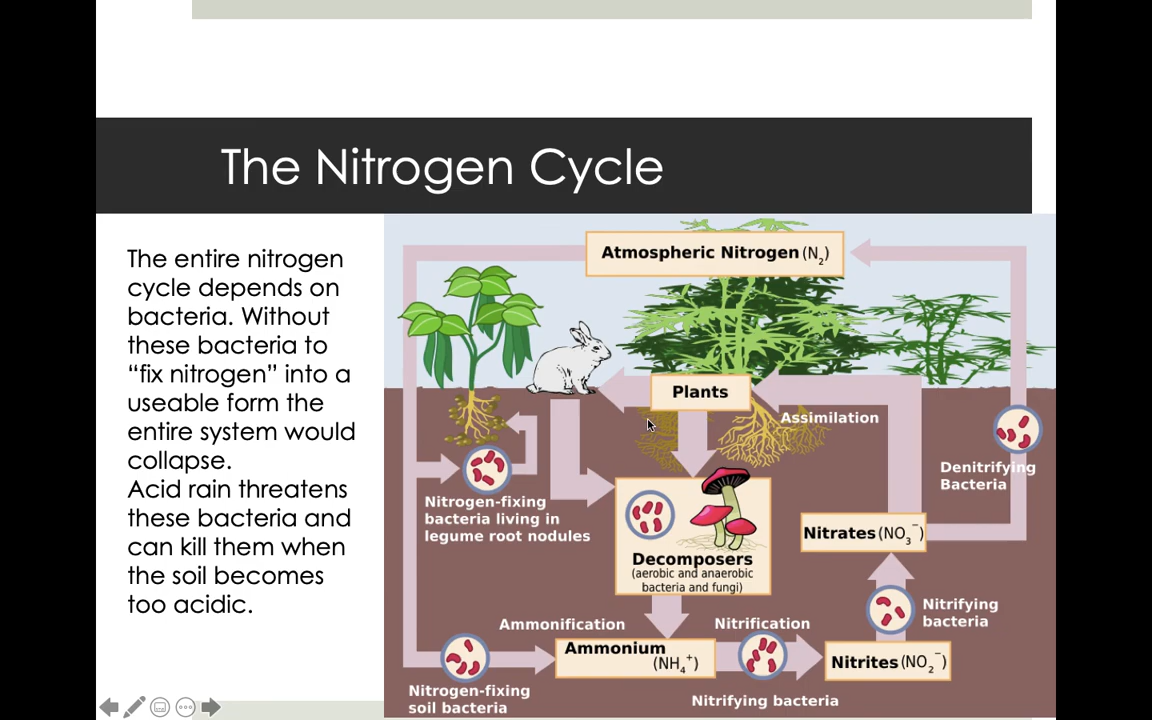 The Nitrogen Cycle
The entire nitrogen
cycle depends on
bacteria. Without
these bacteria to
“fix nitrogen” into a
useable form the
entire system would
collapse.
Acid rain threatens
these bacteria and
can kill them when
the soil becomes
too acidic.
Atmospheric Nitrogen (N₂)
Plants
Assimilation
Denitrifying
Bacteria
Nitrogen-fixing
bacteria living in
legume root nodules
Decomposers
(aerobic and anaerobic
bacteria and fungi)
Nitrates (NO₃⁻)
Nitrifying
bacteria
Ammonification
Nitrification
Ammonium
(NH₄⁺)
Nitrites (NO₂⁻)
Nitrogen-fixing
soil bacteria
Nitrifying bacteria